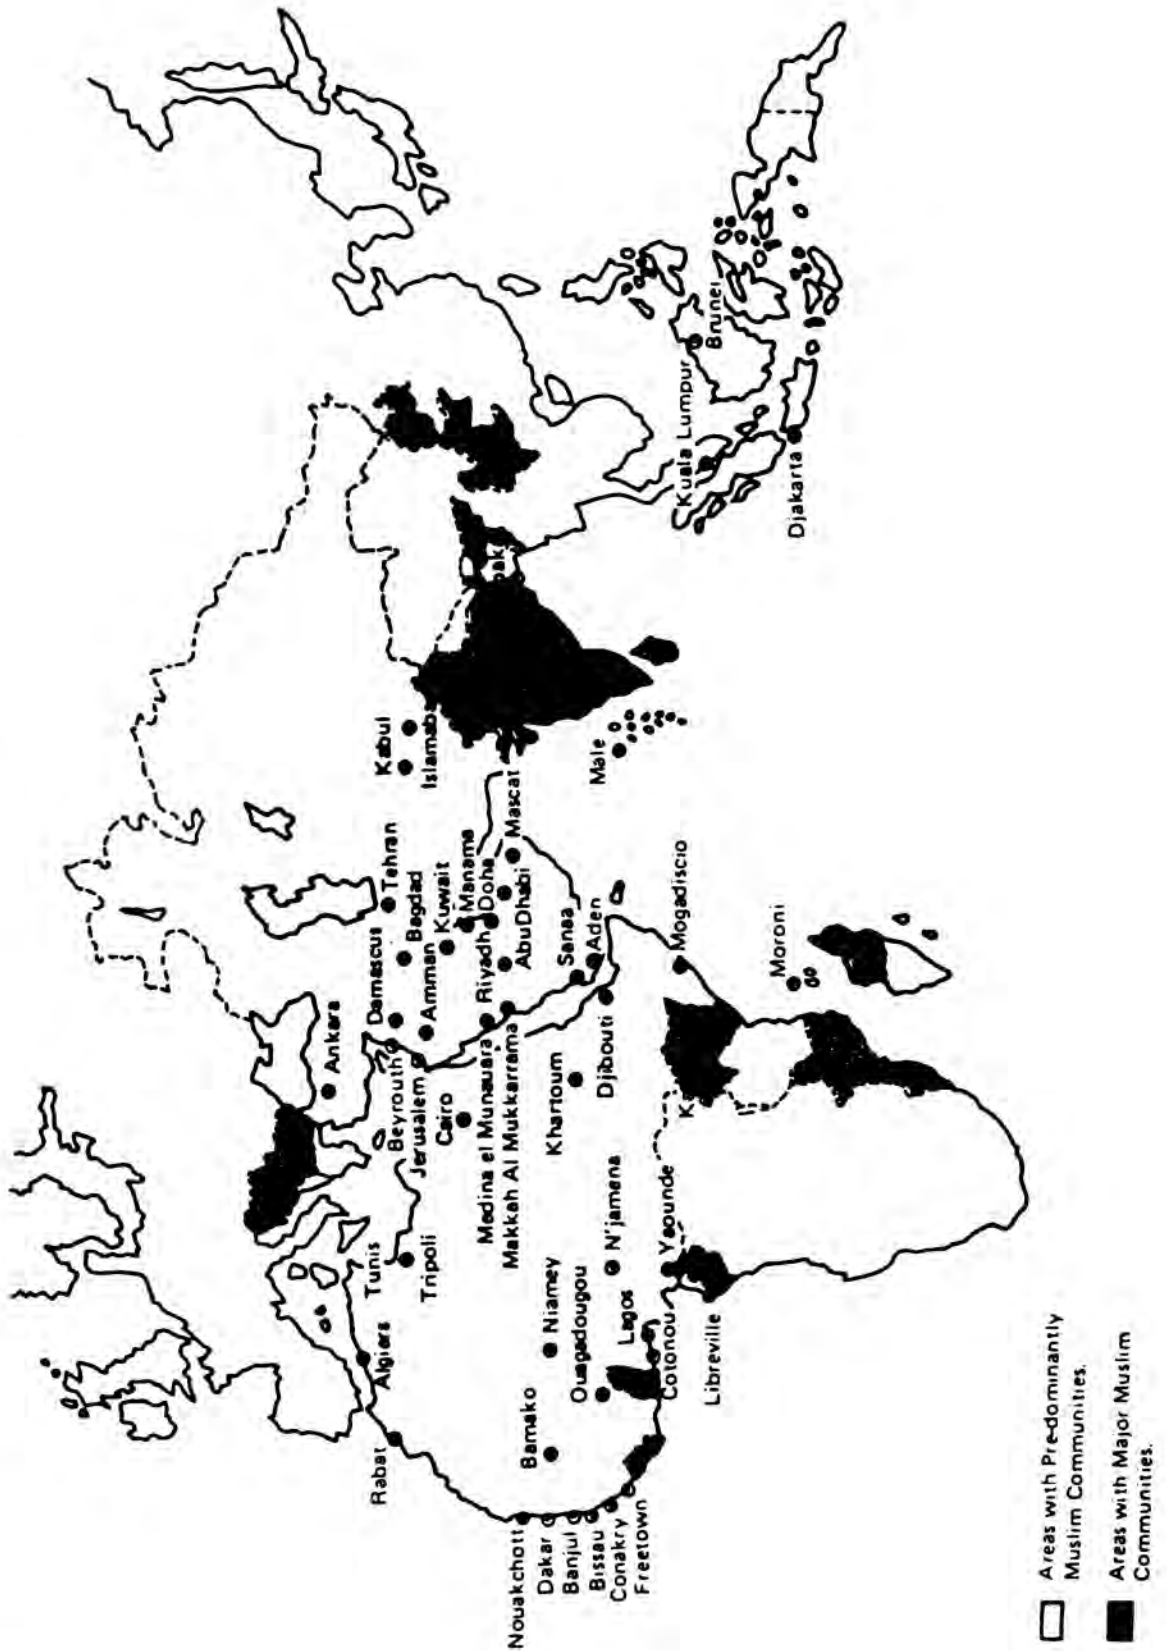 Rabat
Algiers
Tunis
Tripoli
Ankara
Beyrouth
Jerusalem
Cairo
Damascus
Amman
Bagdad
Tehran
Kuwait
Manama
Riyadh
Doha
AbuDhabi
Mascat
Medina el Munauara
Makkah Al Mukkarrama
Kabul
Sanaa
Aden
Khartoum
Djibouti
Mogadiscio
Moroni
Male
Nouakchott
Dakar
Banjul
Bissau
Conakry
Freetown
Bamako
Niamey
Ouagadougou
Lagos
Cotonou
N'jamena
Yaounde
Libreville
Kuala Lumpur
Brunei
Djakarta
Areas with Pre-dominantly
Muslim Communities.
Areas with Major Muslim
Communities.